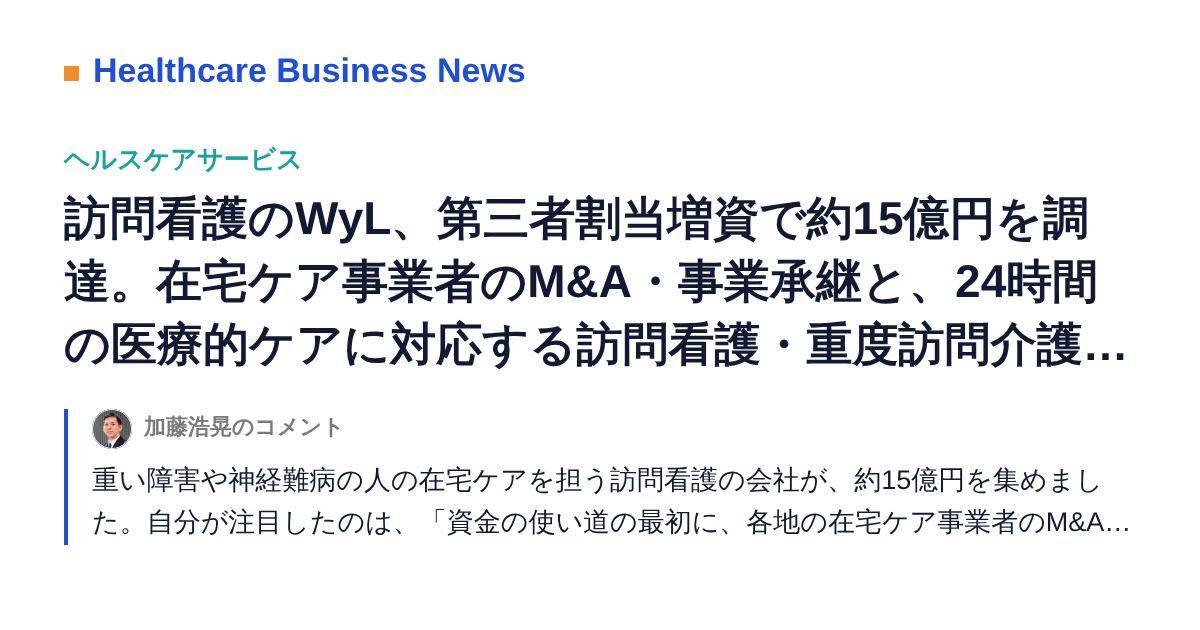 Healthcare Business News
ヘルスケアサービス
訪問看護のWyL、第三者割当増資で約15億円を調
達。在宅ケア事業者のM&A・事業承継と、24時間
の医療的ケアに対応する訪問看護・重度訪問介護…
加藤浩晃のコメント
重い障害や神経難病の人の在宅ケアを担う訪問看護の会社が、約15億円を集めまし
た。自分が注目したのは、「資金の使い道の最初に、各地の在宅ケア事業者のM&A…